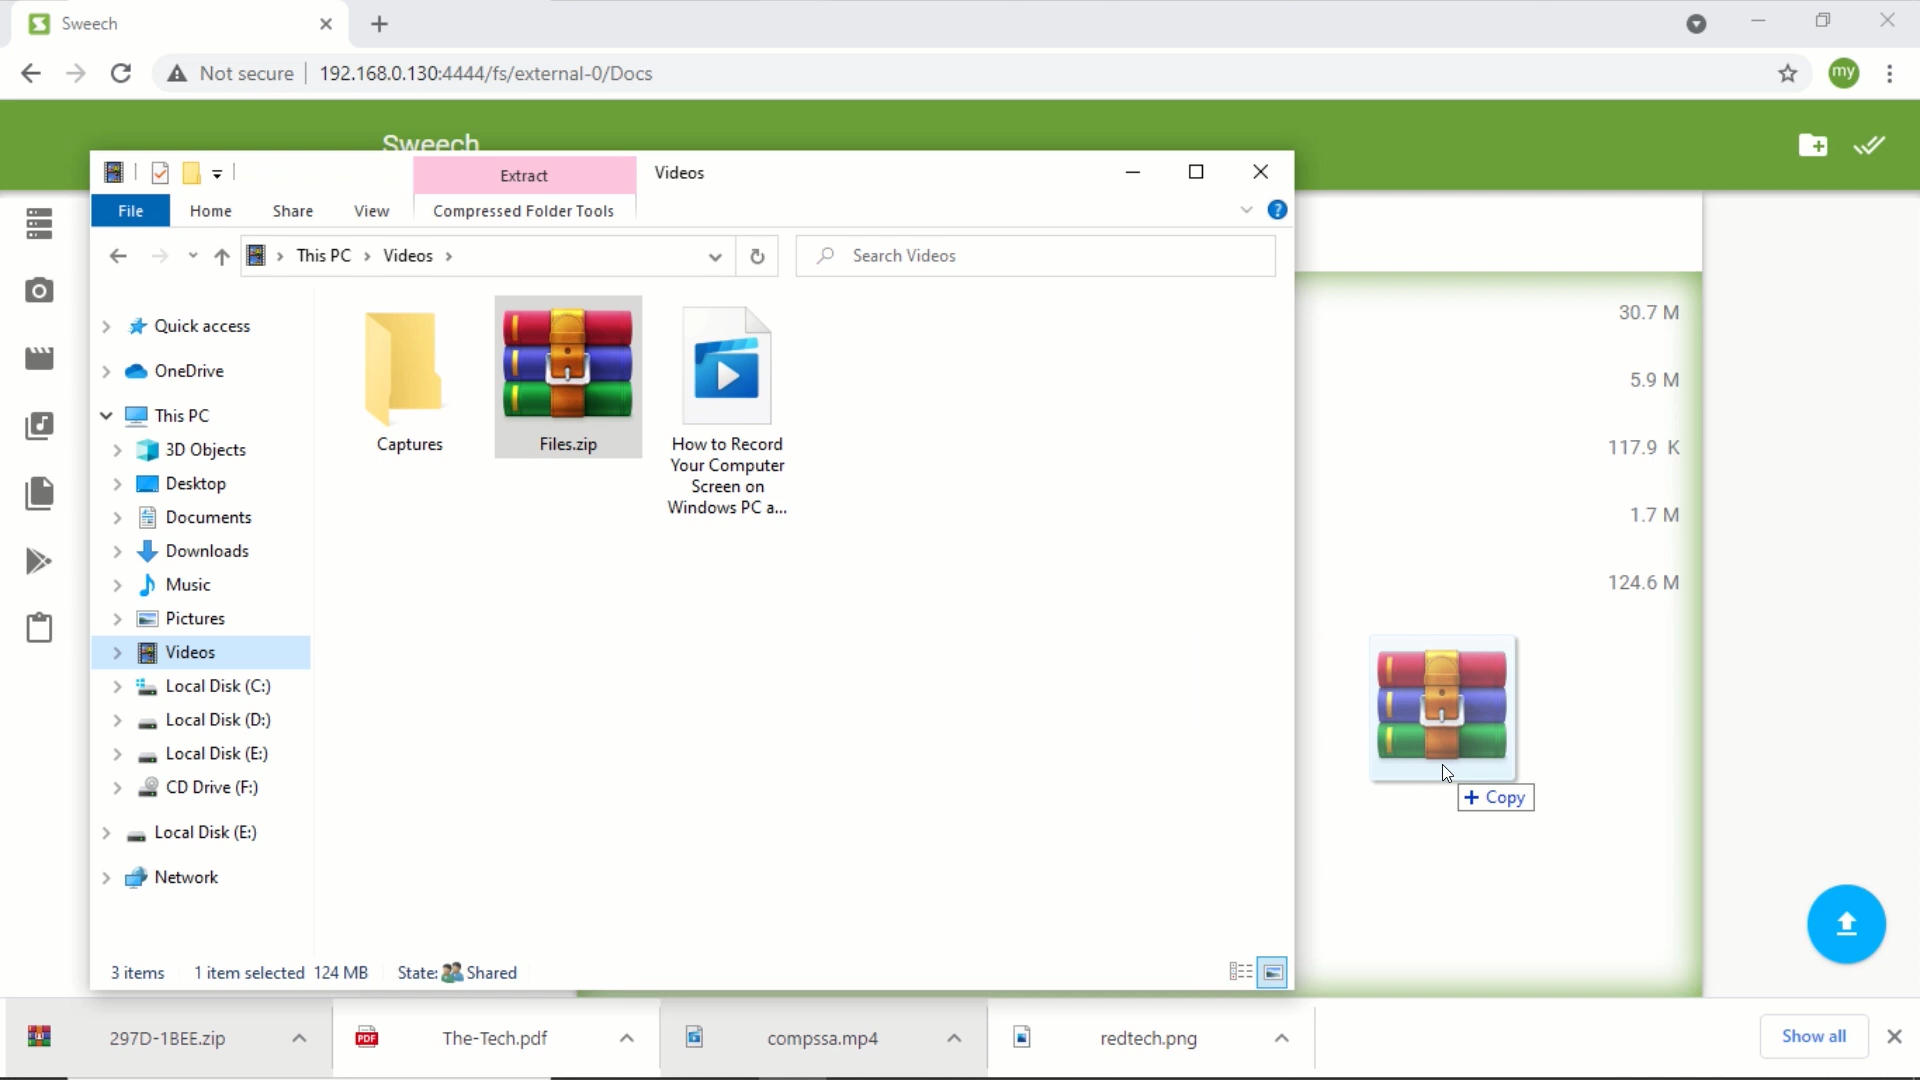 Sweech
Not secure
192.168.0.130:4444/fs/external-0/Docs
my
Sweech
Extract
Videos
File
Home
Share
View
Compressed Folder Tools
?
This PC
Videos
Search Videos
Quick access
OneDrive
This PC
3D Objects
Desktop
Documents
Downloads
Music
Pictures
Videos
Local Disk (C:)
Local Disk (D:)
Local Disk (E:)
CD Drive (F:)
Local Disk (E:)
Network
Captures
Files.zip
How to Record
Your Computer
Screen on
Windows PC a...
30.7 M
5.9 M
117.9 K
1.7 M
124.6 M
+ Copy
3 items
1 item selected 124 MB
State: Shared
297D-1BEE.zip
PDF
The-Tech.pdf
compssa.mp4
redtech.png
Show all